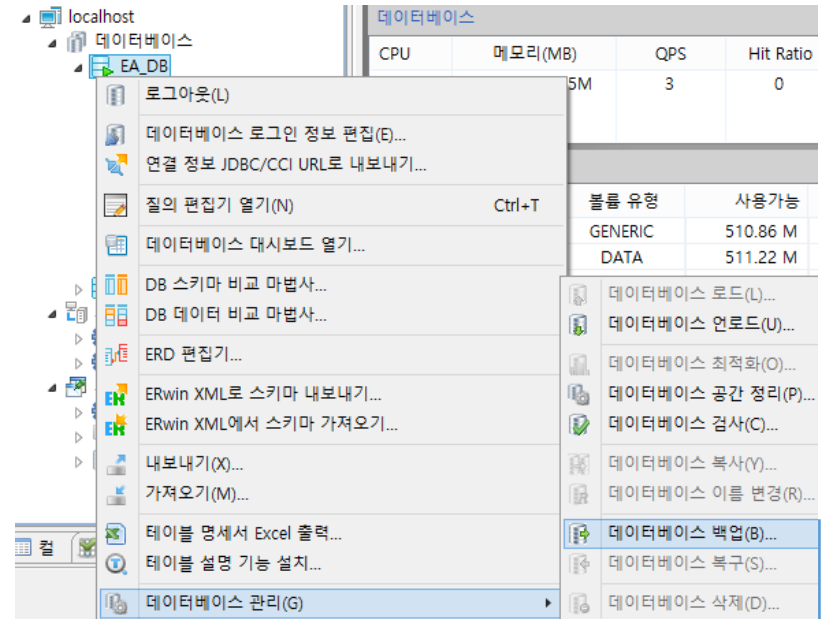 localhost
데이터베이스
EA_DB
데이터베이스
CPU 메모리(MB) QPS Hit Ratio
5M 3 0
볼륨 유형 사용가능
GENERIC 510.86 M
DATA 511.22 M
로그아웃(L)
데이터베이스 로그인 정보 편집(E)...
연결 정보 JDBC/CCI URL로 내보내기...
질의 편집기 열기(N) Ctrl+T
데이터베이스 대시보드 열기...
DB 스키마 비교 마법사...
DB 데이터 비교 마법사...
ERD 편집기...
ERwin XML로 스키마 내보내기...
ERwin XML에서 스키마 가져오기...
내보내기(X)...
가져오기(M)...
테이블 명세서 Excel 출력...
테이블 설명 기능 설치...
데이터베이스 관리(G)
데이터베이스 로드(L)...
데이터베이스 언로드(U)...
데이터베이스 최적화(O)...
데이터베이스 공간 정리(P)...
데이터베이스 검사(C)...
데이터베이스 복사(Y)...
데이터베이스 이름 변경(R)...
데이터베이스 백업(B)...
데이터베이스 복구(S)...
데이터베이스 삭제(D)...
컬